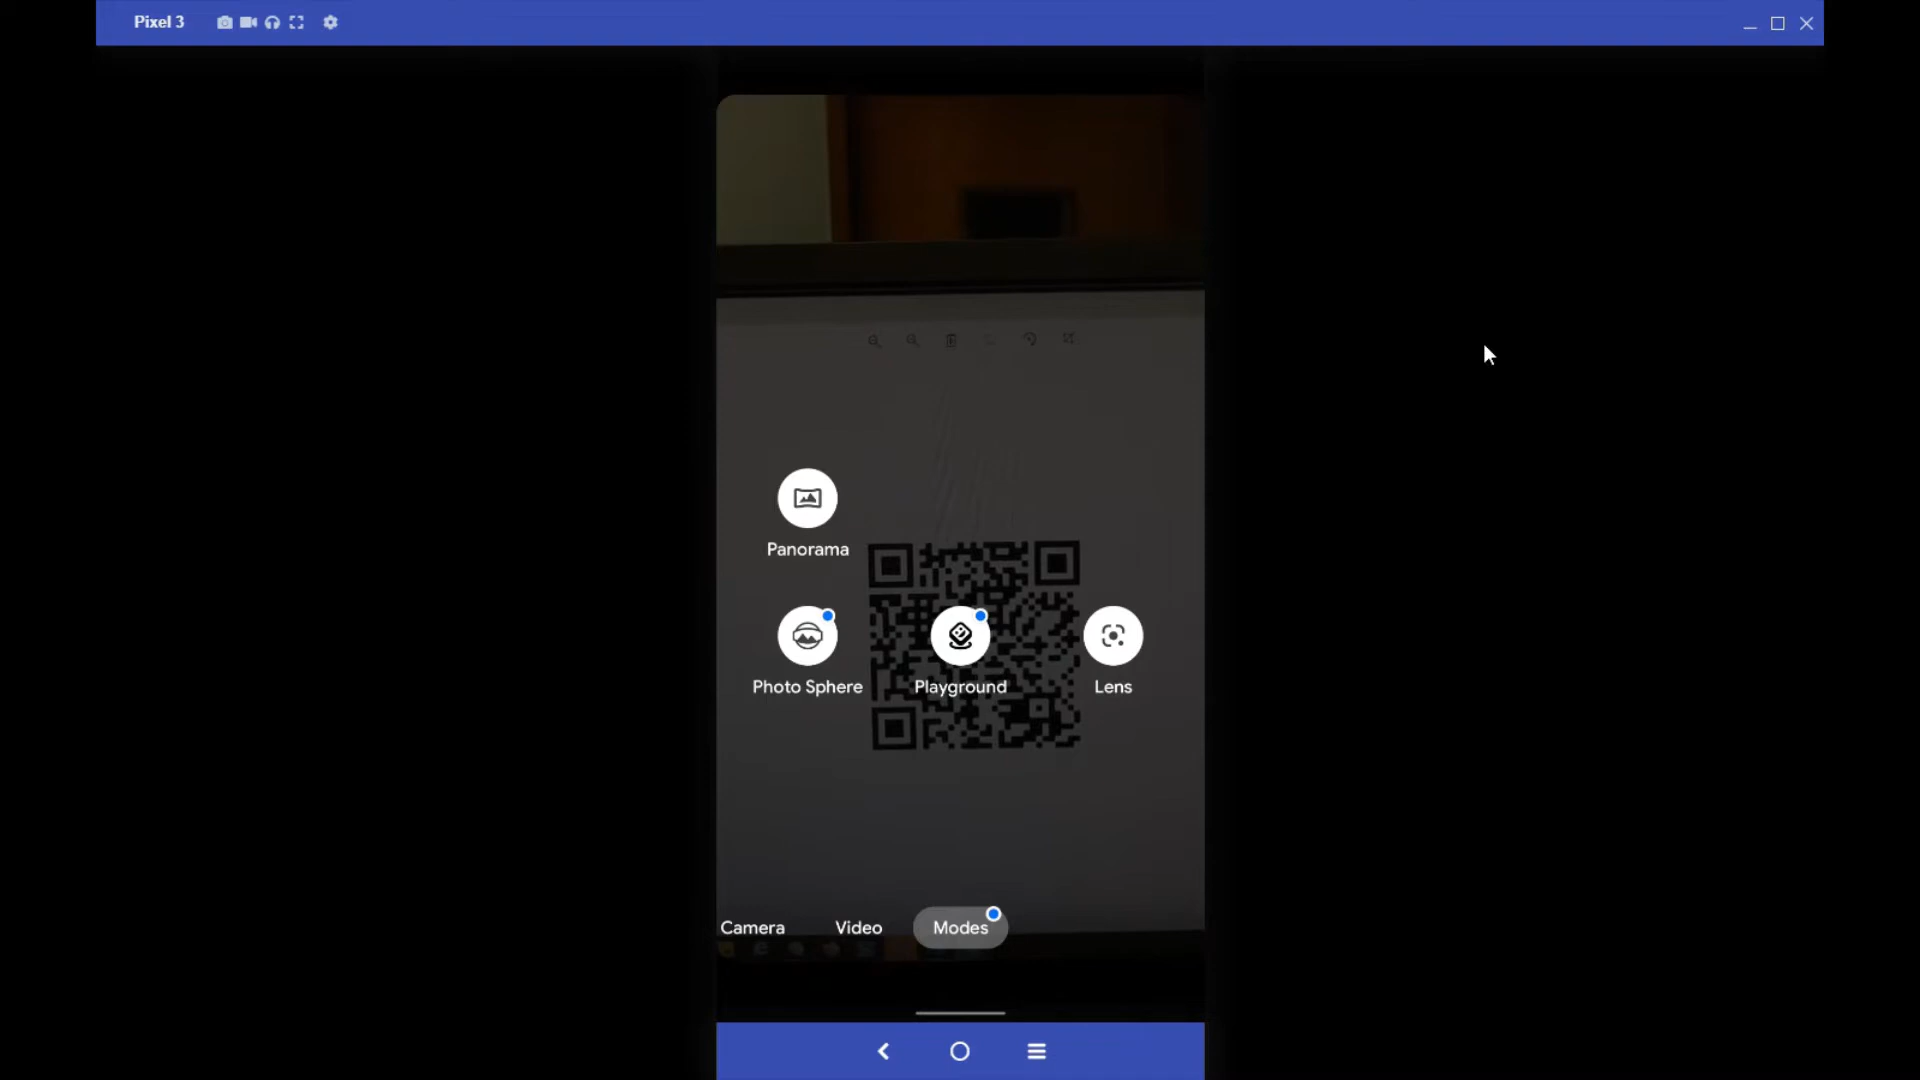 Pixel 3
Panorama
Photo Sphere
Playground
Lens
Camera
Video
Modes